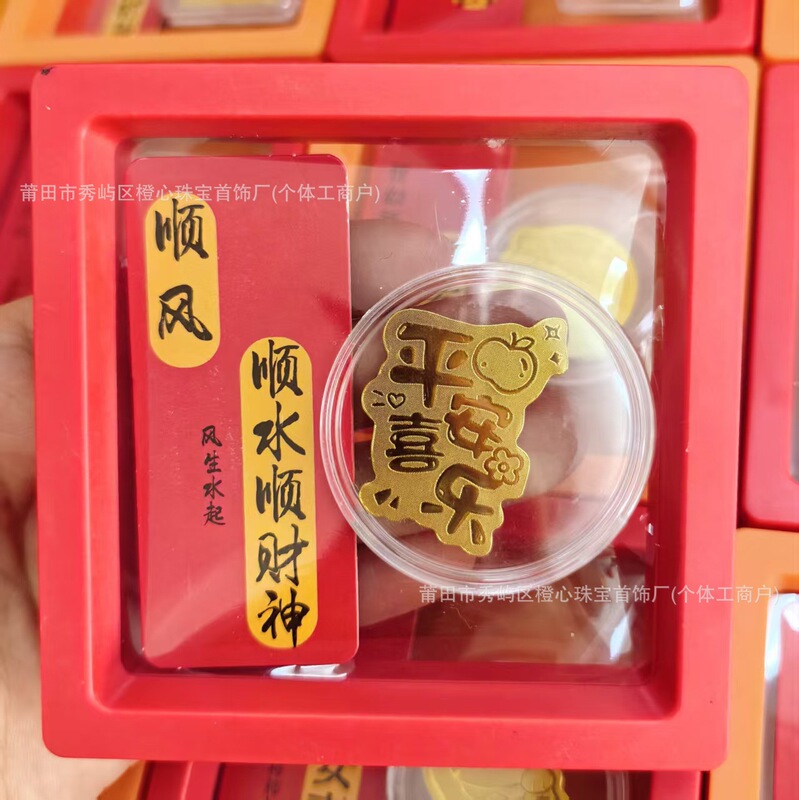 莆田市秀屿区橙心珠宝首饰厂(个体工商户)
顺风
顺水顺财神
风生水起
平安
喜乐
莆田市秀屿区橙心珠宝首饰厂(个体工商户)